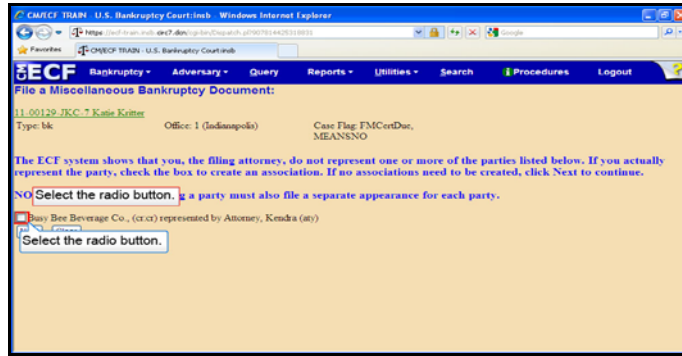 CM/ECF TRAIN - U.S. Bankruptcy Court:insb - Windows Internet Explorer
Google
Favorites CM/ECF TRAIN - U.S. Bankruptcy Court:insb
ECF Bankruptcy Adversary Query Reports Utilities Search Procedures Logout ?
File a Miscellaneous Bankruptcy Document:
11-00129-JKC-7 Katie Kritter
Type: bk Office: 1 (Indianapolis) Case Flag: FMCertDue,
MEANSNO
The ECF system shows that you, the filing attorney, do not represent one or more of the parties listed below. If you actually
represent the party, check the box to create an association. If no associations need to be created, click Next to continue.
NO Select the radio button. g a party must also file a separate appearance for each party.
Busy Bee Beverage Co., (cr.cr) represented by Attorney, Kendra (aty)
Select the radio button.